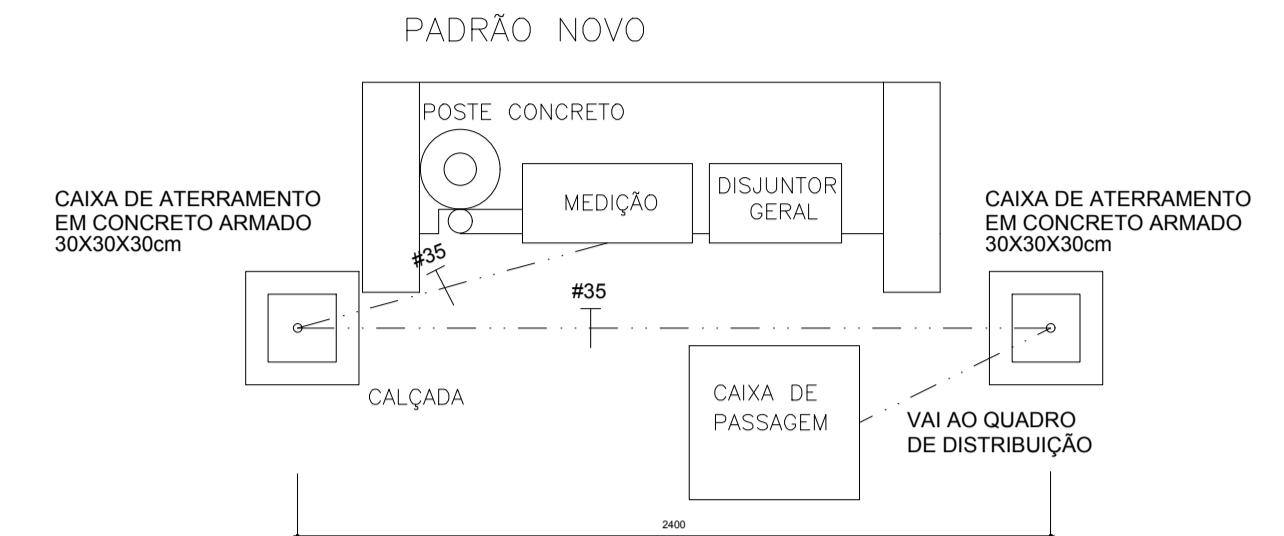 PADRÃO NOVO
POSTE CONCRETO
CAIXA DE ATERRAMENTO
EM CONCRETO ARMADO
30X30X30cm
MEDIÇÃO
DISJUNTOR
GERAL
CAIXA DE ATERRAMENTO
EM CONCRETO ARMADO
30X30X30cm
#35
#35
CALÇADA
CAIXA DE
PASSAGEM
VAI AO QUADRO
DE DISTRIBUIÇÃO
2400